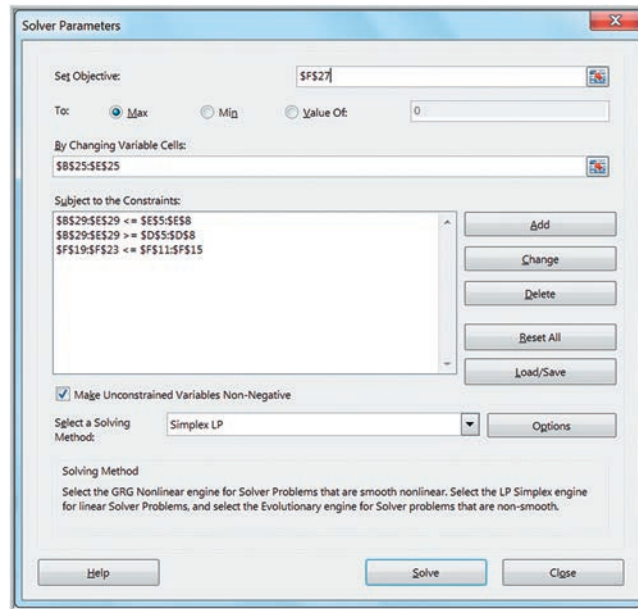 Solver Parameters
X
Set Objective: $F$27
To: Max Min Value Of: 0
By Changing Variable Cells:
$B$25:$E$25
Subject to the Constraints:
$B$29:$E$29 <= $E$5:$E$8
$B$29:$E$29 >= $D$5:$D$8
$F$19:$F$23 <= $F$11:$F$15
Add
Change
Delete
Reset All
Load/Save
Make Unconstrained Variables Non-Negative
Select a Solving Method: Simplex LP
Options
Solving Method
Select the GRG Nonlinear engine for Solver Problems that are smooth nonlinear. Select the LP Simplex engine
for linear Solver Problems, and select the Evolutionary engine for Solver problems that are non-smooth.
Help Solve Close